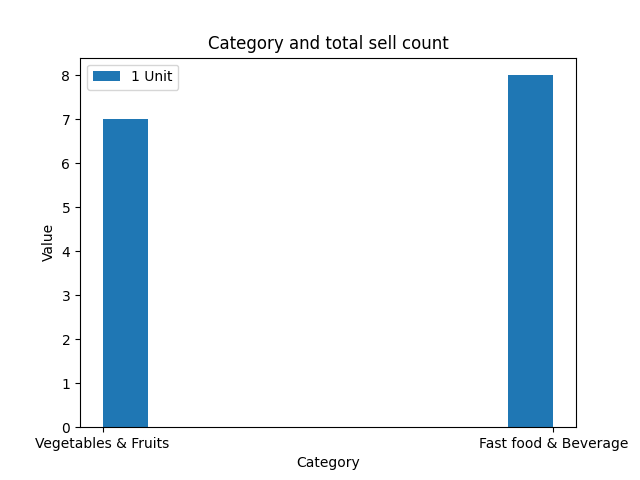 Category and total sell count
1 Unit
8
7
6
5
4
3
2
1
0
Value
Vegetables & Fruits
Fast food & Beverage
Category